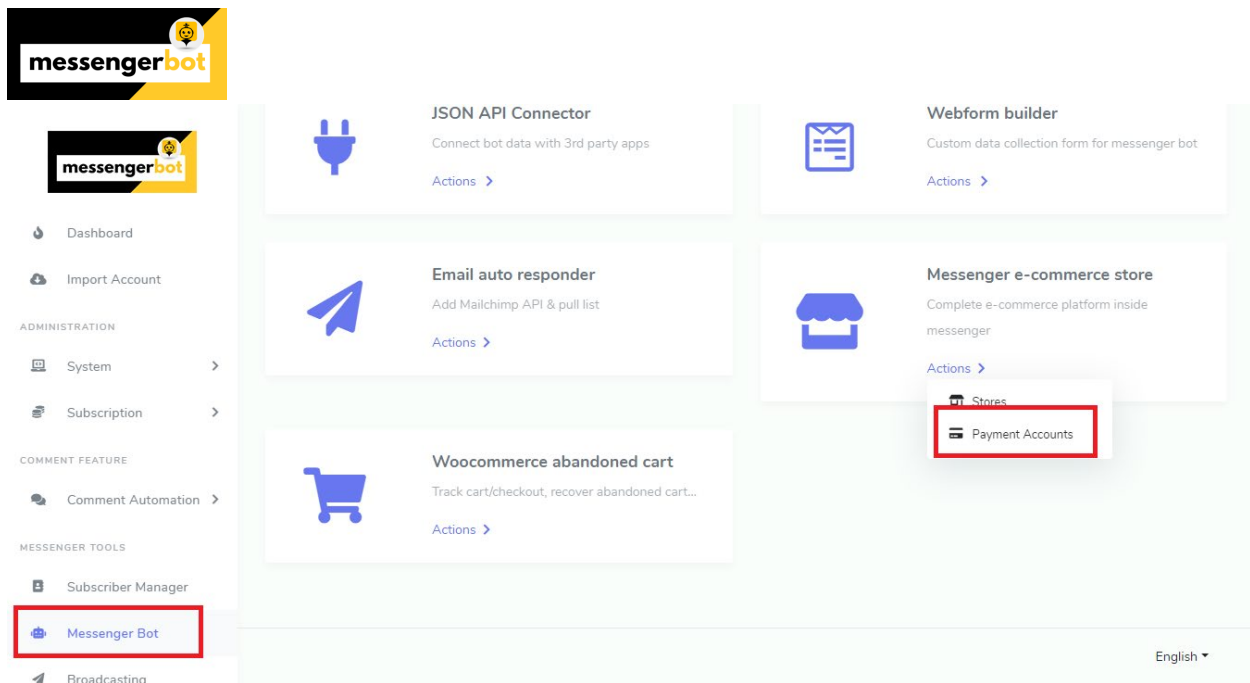 messengerbot
messengerbot
Dashboard
Import Account
ADMINISTRATION
System
Subscription
COMMENT FEATURE
Comment Automation
MESSENGER TOOLS
Subscriber Manager
Messenger Bot
Broadcasting
JSON API Connector
Connect bot data with 3rd party apps
Actions
Webform builder
Custom data collection form for messenger bot
Actions
Email auto responder
Add Mailchimp API & pull list
Actions
Messenger e-commerce store
Complete e-commerce platform inside
messenger
Actions
Stores
Payment Accounts
Woocommerce abandoned cart
Track cart/checkout, recover abandoned cart...
Actions
English